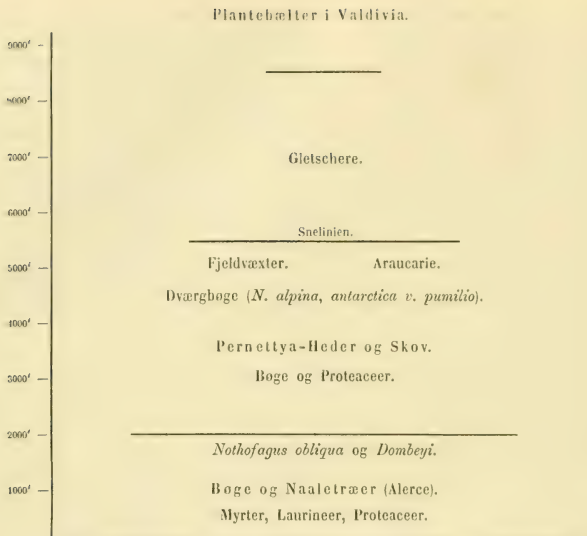 Plantebælter i Valdivia.
9000' –
8000' –
7000' –
Gletschere.
6000' –
Snelinien.
5000' –
Fjeldvæxter. Araucarie.
Dværgbøge (N. alpina, antarctica v. pumilio).
4000' –
Pernettya-Heder og Skov.
3000' –
Bøge og Proteaceer.
2000' –
Nothofagus obliqua og Dombeyi.
1000' –
Bøge og Naaletræer (Alerce).
Myrter, Laurineer, Proteaceer.